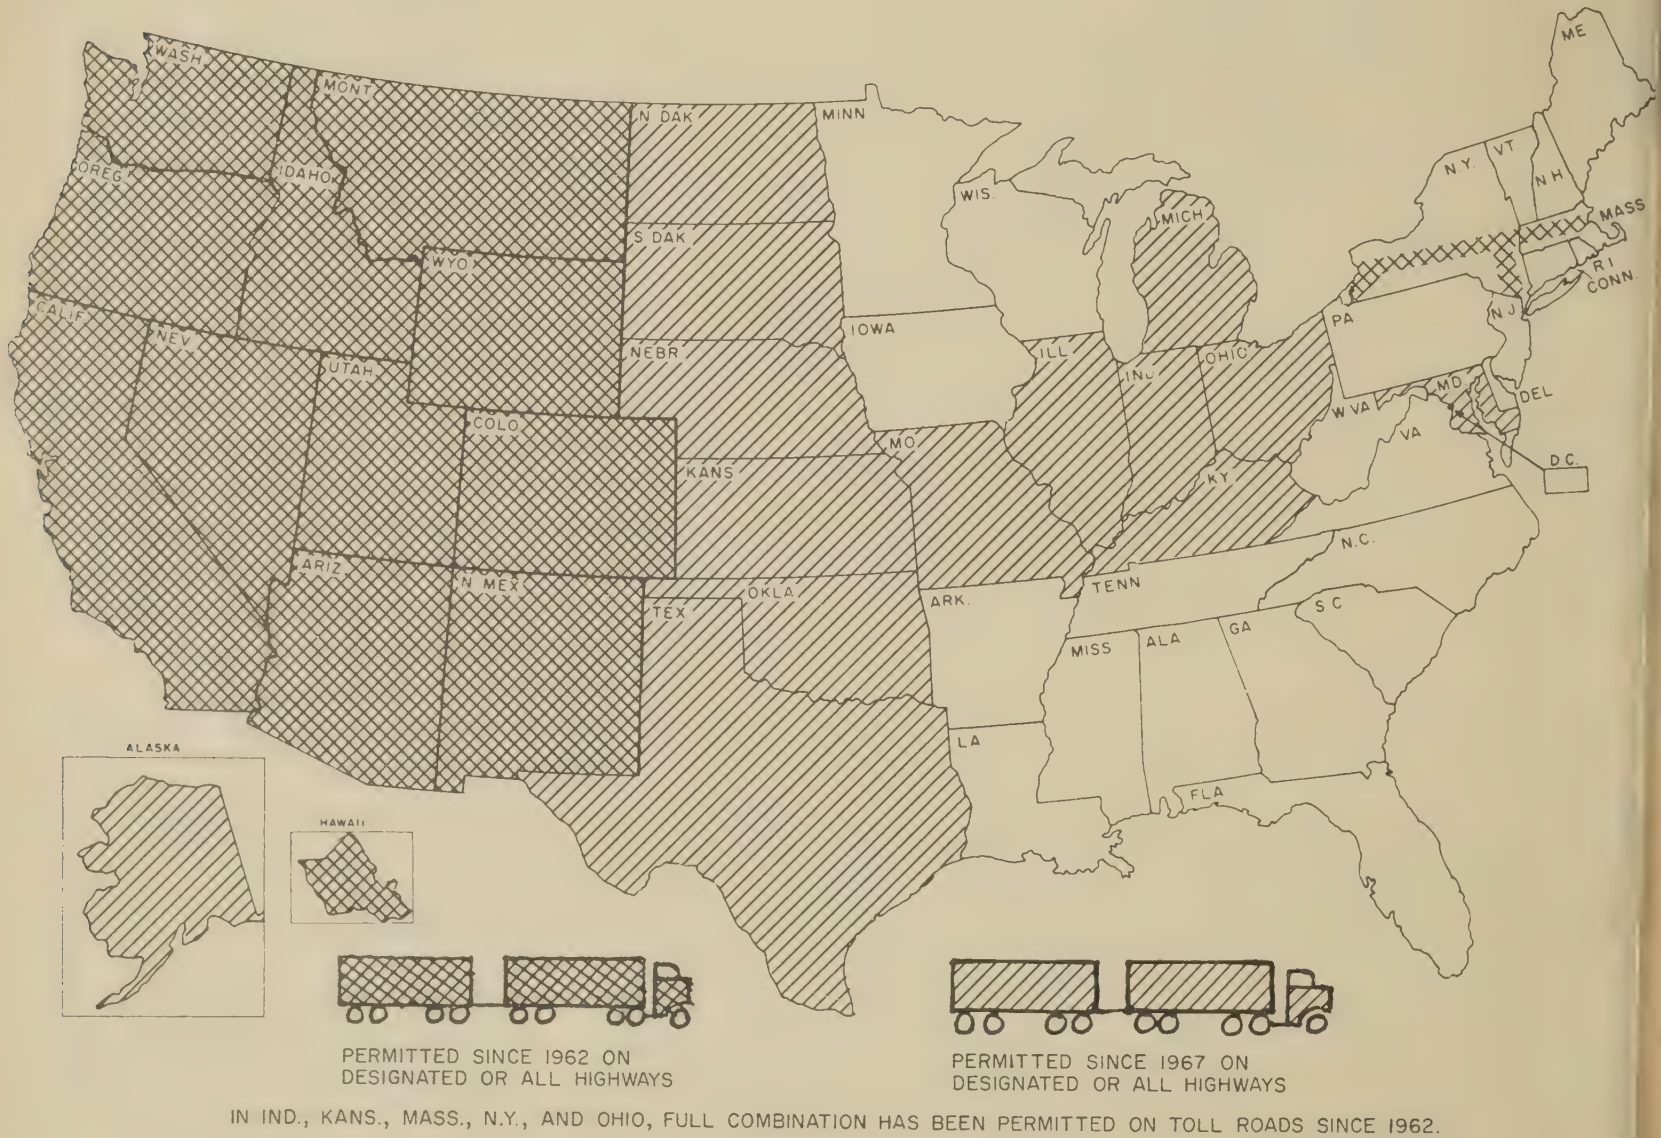 WASH.
MONT
N DAK
MINN
ME
OREG.
IDAHO
WIS.
MICH
N.Y.
VT
N H
MASS
S DAK
WYO
R I
CONN.
CALIF
NEV
UTAH
NEBR
IOWA
ILL
IND
OHIO
PA
N J
MD
DEL
W VA
VA
D.C.
COLO
KANS
MO
KY
ARIZ
N MEX
TEX
OKLA
ARK.
TENN
N.C.
S C
MISS
ALA
GA
LA
FLA
ALASKA
HAWAII
PERMITTED SINCE 1962 ON
DESIGNATED OR ALL HIGHWAYS
PERMITTED SINCE 1967 ON
DESIGNATED OR ALL HIGHWAYS
IN IND., KANS., MASS., N.Y., AND OHIO, FULL COMBINATION HAS BEEN PERMITTED ON TOLL ROADS SINCE 1962.